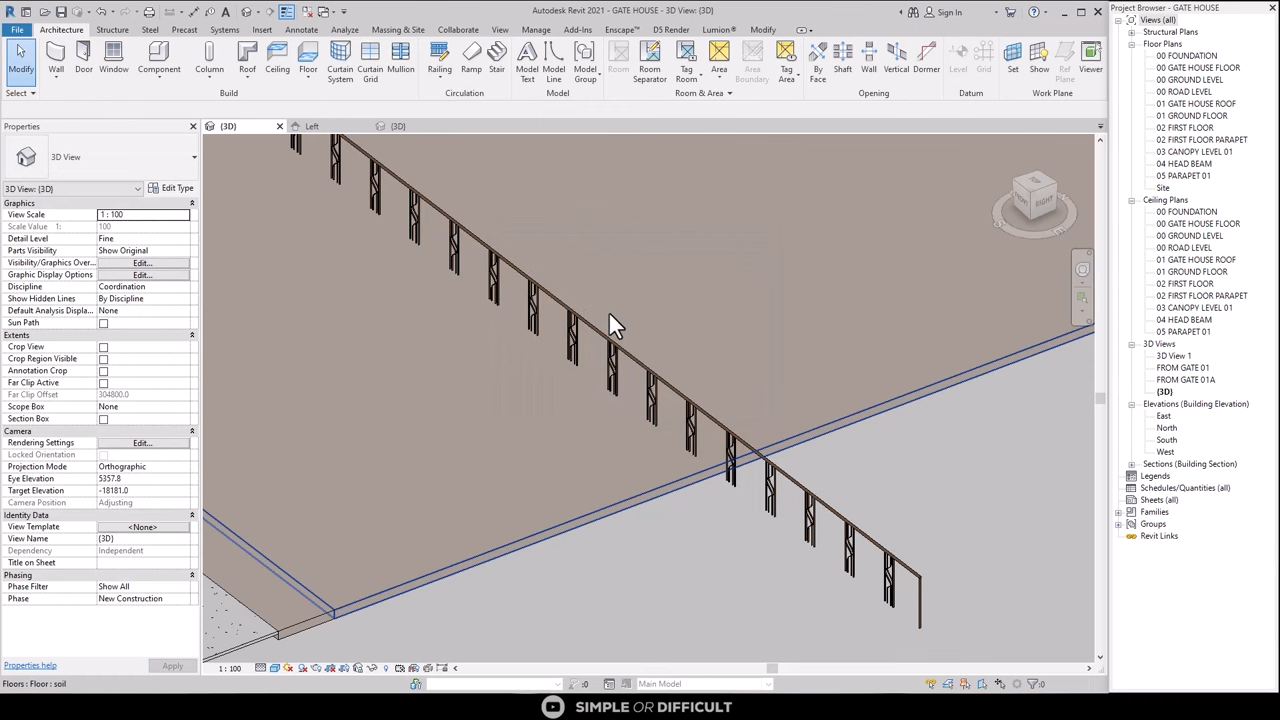 Autodesk Revit 2021 - GATE HOUSE - 3D View: {3D}
Sign In
File Architecture Structure Steel Precast Systems Insert Annotate Analyze Massing & Site Collaborate View Manage Add-Ins Enscape™ D5 Render Lumion® Modify
Modify Wall Door Window Component Column Roof Ceiling Floor Curtain System Curtain Grid Mullion Railing Ramp Stair Model Text Model Line Model Group Room Room Separator Tag Room Area Area Boundary Tag Area By Face Shaft Wall Vertical Dormer Level Grid Set Show Ref Plane Viewer
Select Build Circulation Model Room & Area Opening Datum Work Plane
Properties
{3D} Left {3D}
3D View
3D View: {3D} Edit Type
Graphics
View Scale 1 : 100
Scale Value 1: 100
Detail Level Fine
Parts Visibility Show Original
Visibility/Graphics Over... Edit...
Graphic Display Options Edit...
Discipline Coordination
Show Hidden Lines By Discipline
Default Analysis Displa... None
Sun Path
Extents
Crop View
Crop Region Visible
Annotation Crop
Far Clip Active
Far Clip Offset 304800.0
Scope Box None
Section Box
Camera
Rendering Settings Edit...
Locked Orientation
Projection Mode Orthographic
Eye Elevation 5357.8
Target Elevation -18181.0
Camera Position Adjusting
Identity Data
View Template <None>
View Name {3D}
Dependency Independent
Title on Sheet
Phasing
Phase Filter Show All
Phase New Construction
Properties help Apply
RIGHT
Project Browser - GATE HOUSE
Views (all)
Structural Plans
Floor Plans
00 FOUNDATION
00 GATE HOUSE FLOOR
00 GROUND LEVEL
00 ROAD LEVEL
01 GATE HOUSE ROOF
01 GROUND FLOOR
02 FIRST FLOOR
02 FIRST FLOOR PARAPET
03 CANOPY LEVEL 01
04 HEAD BEAM
05 PARAPET 01
Site
Ceiling Plans
00 FOUNDATION
00 GATE HOUSE FLOOR
00 GROUND LEVEL
00 ROAD LEVEL
01 GATE HOUSE ROOF
01 GROUND FLOOR
02 FIRST FLOOR
02 FIRST FLOOR PARAPET
03 CANOPY LEVEL 01
04 HEAD BEAM
05 PARAPET 01
3D Views
3D View 1
FROM GATE 01
FROM GATE 01A
{3D}
Elevations (Building Elevation)
East
North
South
West
Sections (Building Section)
Legends
Schedules/Quantities (all)
Sheets (all)
Families
Groups
Revit Links
1 : 100
Floors : Floor : soil :0 Main Model :0
SIMPLE OR DIFFICULT